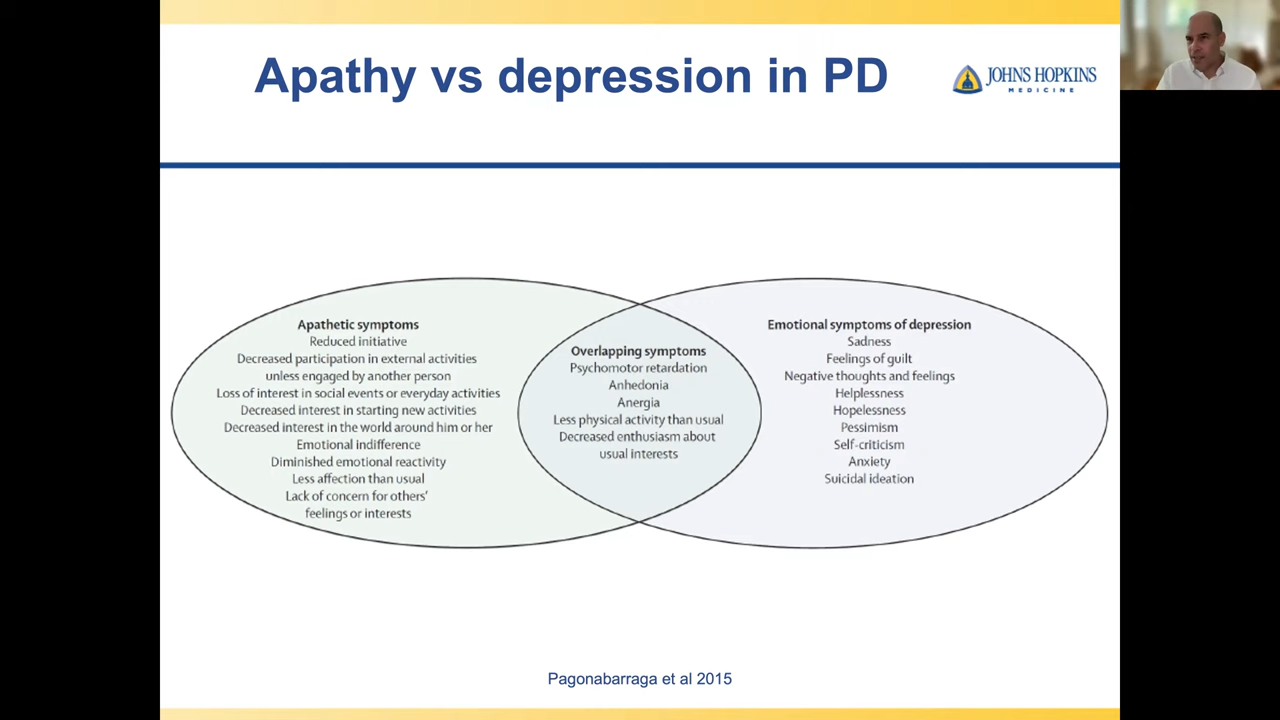 Apathy vs depression in PD
JOHNS HOPKINS
MEDICINE
Apathetic symptoms
Reduced initiative
Decreased participation in external activities
unless engaged by another person
Loss of interest in social events or everyday activities
Decreased interest in starting new activities
Decreased interest in the world around him or her
Emotional indifference
Diminished emotional reactivity
Less affection than usual
Lack of concern for others'
feelings or interests
Overlapping symptoms
Psychomotor retardation
Anhedonia
Anergia
Less physical activity than usual
Decreased enthusiasm about
usual interests
Emotional symptoms of depression
Sadness
Feelings of guilt
Negative thoughts and feelings
Helplessness
Hopelessness
Pessimism
Self-criticism
Anxiety
Suicidal ideation
Pagonabarraga et al 2015